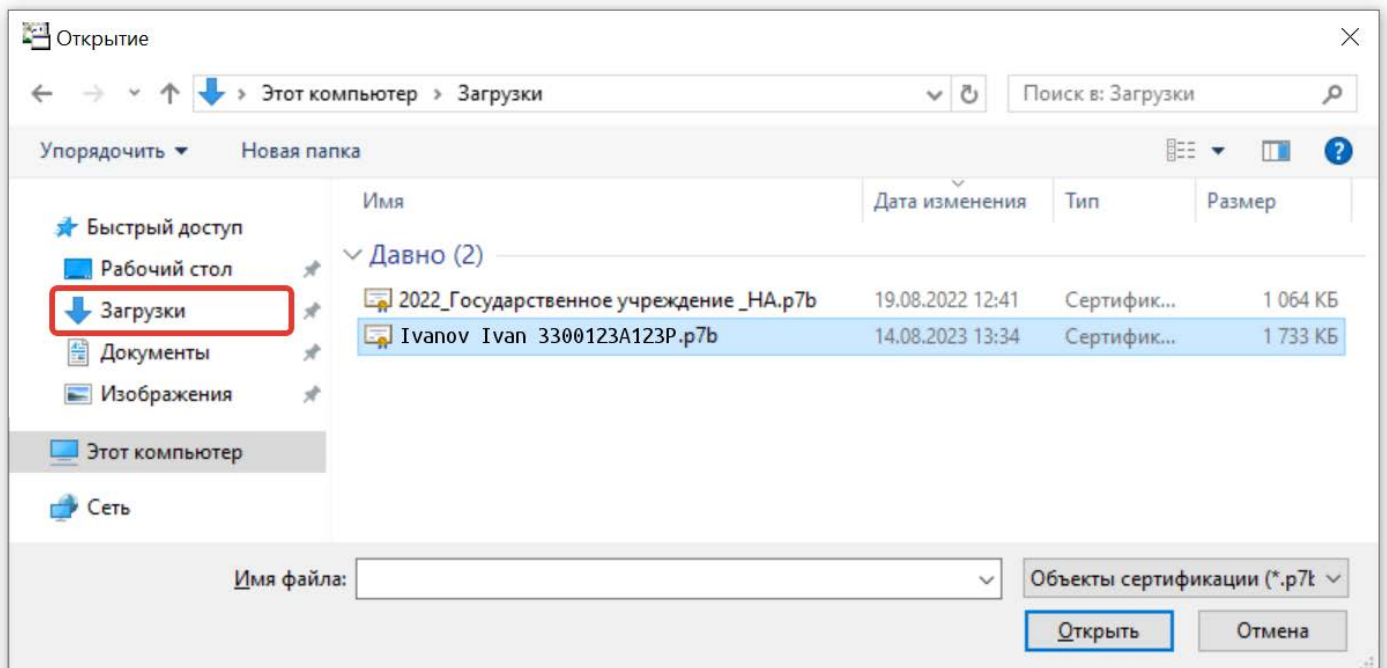 Открытие
Этот компьютер › Загрузки
Поиск в: Загрузки
Упорядочить
Новая папка
Имя
Дата изменения
Тип
Размер
Быстрый доступ
Рабочий стол
Загрузки
Документы
Изображения
Этот компьютер
Сеть
Давно (2)
2022_Государственное учреждение _НА.p7b 19.08.2022 12:41 Сертифик... 1 064 КБ
Ivanov Ivan 3300123A123P.p7b 14.08.2023 13:34 Сертифик... 1 733 КБ
Имя файла:
Объекты сертификации (*.p7b
Открыть
Отмена